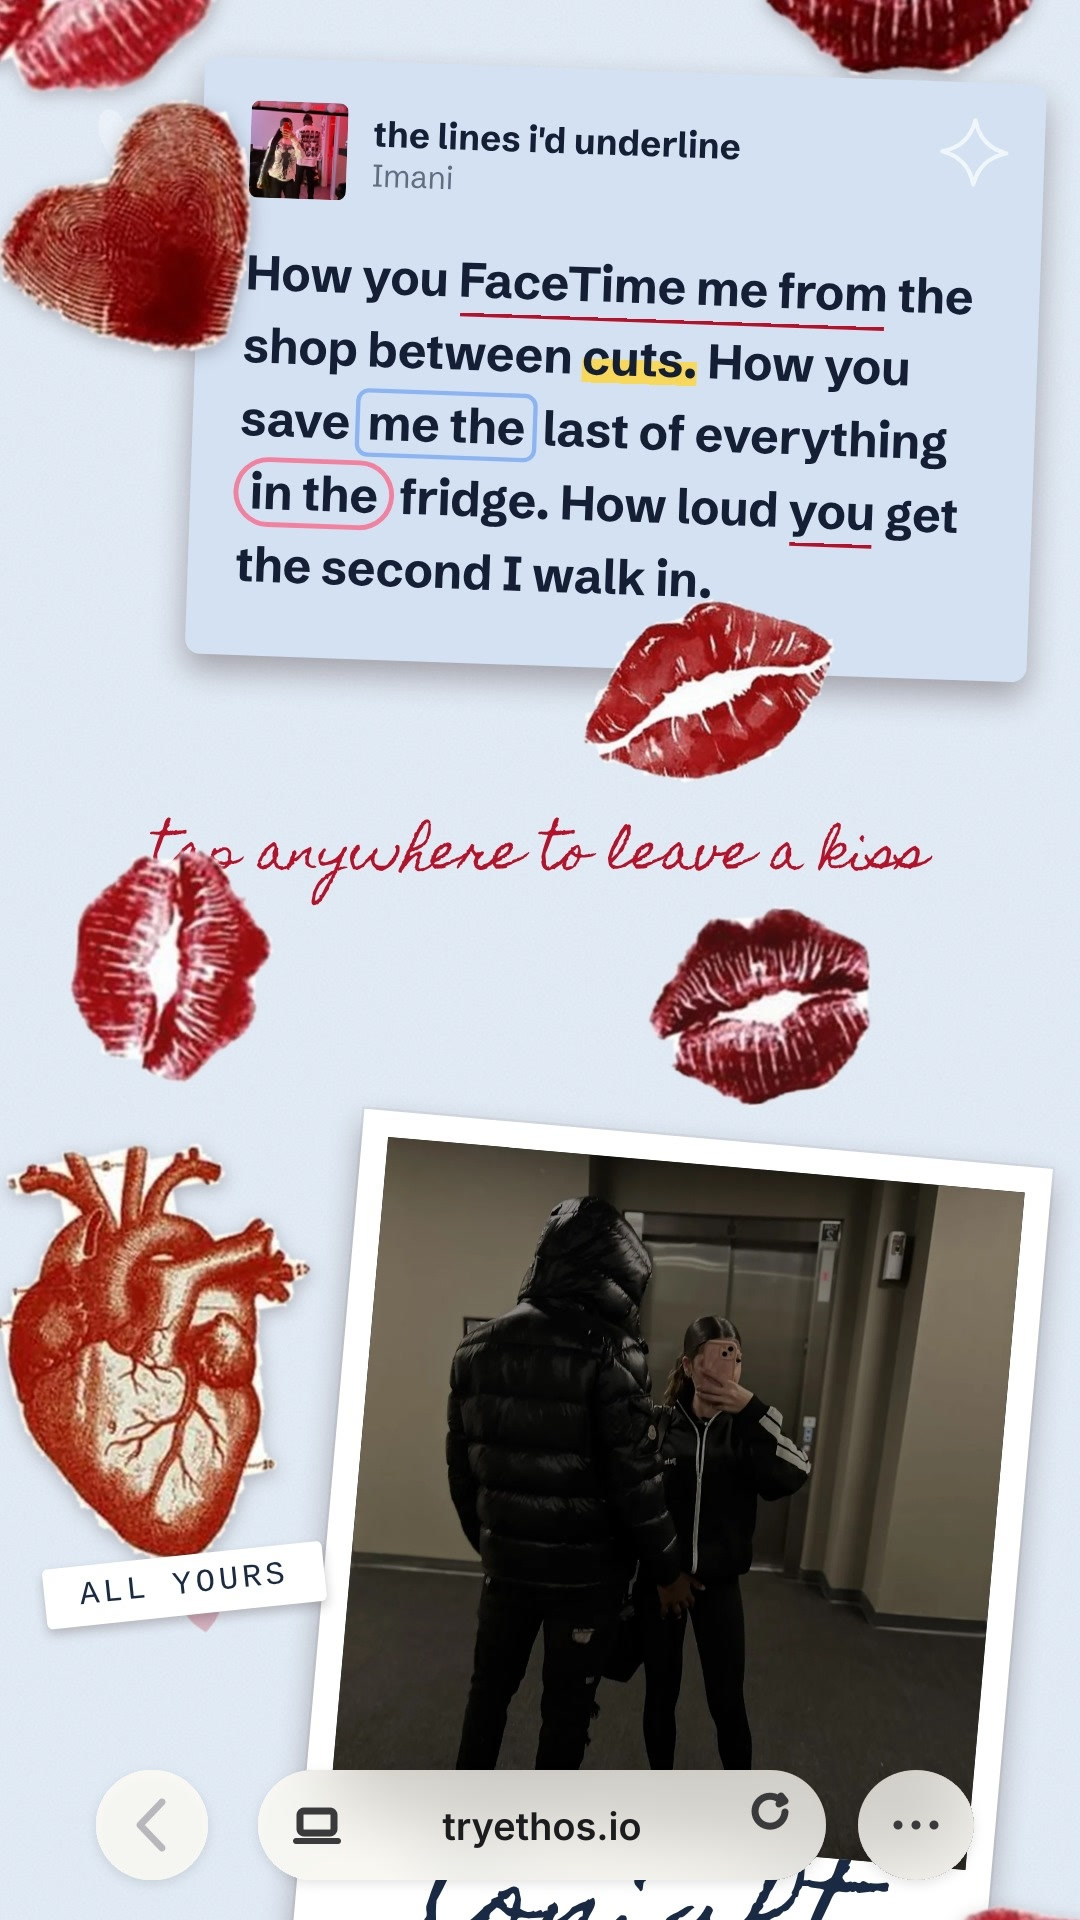 the lines i'd underline
Imani
How you FaceTime me from the
shop between cuts. How you
save me the last of everything
in the fridge. How loud you get
the second I walk in.
tap anywhere to leave a kiss
ALL YOURS
tryethos.io